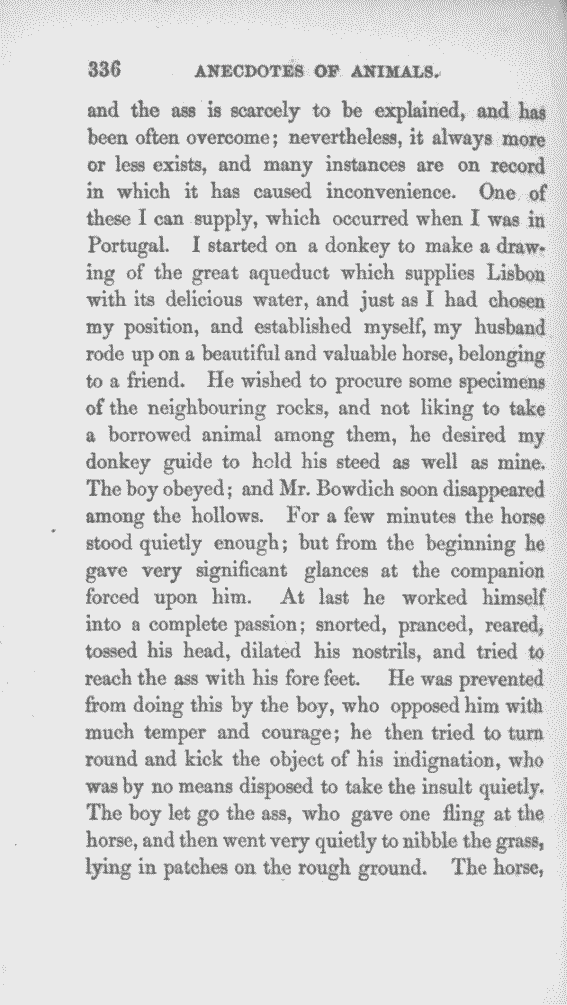 336 ANECDOTES OF ANIMALS.
and the ass is scarcely to be explained, and has
been often overcome; nevertheless, it always more
or less exists, and many instances are on record
in which it has caused inconvenience. One of
these I can supply, which occurred when I was in
Portugal. I started on a donkey to make a draw-
ing of the great aqueduct which supplies Lisbon
with its delicious water, and just as I had chosen
my position, and established myself, my husband
rode up on a beautiful and valuable horse, belonging
to a friend. He wished to procure some specimens
of the neighbouring rocks, and not liking to take
a borrowed animal among them, he desired my
donkey guide to hold his steed as well as mine.
The boy obeyed; and Mr. Bowdich soon disappeared
among the hollows. For a few minutes the horse
stood quietly enough; but from the beginning he
gave very significant glances at the companion
forced upon him. At last he worked himself
into a complete passion; snorted, pranced, reared,
tossed his head, dilated his nostrils, and tried to
reach the ass with his fore feet. He was prevented
from doing this by the boy, who opposed him with
much temper and courage; he then tried to turn
round and kick the object of his indignation, who
was by no means disposed to take the insult quietly.
The boy let go the ass, who gave one fling at the
horse, and then went very quietly to nibble the grass,
lying in patches on the rough ground. The horse,